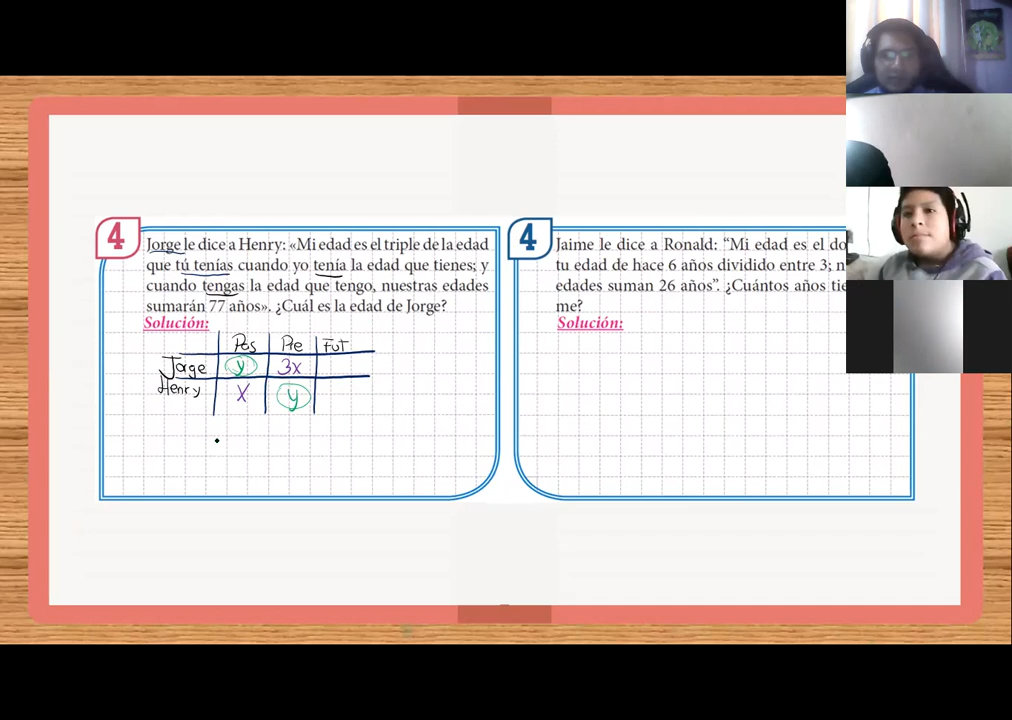 4
Jorge le dice a Henry: «Mi edad es el triple de la edad
que tú tenías cuando yo tenía la edad que tienes; y
cuando tengas la edad que tengo, nuestras edades
sumarán 77 años». ¿Cuál es la edad de Jorge?
Solución:
Pas Pre Fut
Jorge y 3x
Henry x y
4
Jaime le dice a Ronald: “Mi edad es el do
tu edad de hace 6 años dividido entre 3; n
edades suman 26 años”. ¿Cuántos años tie
me?
Solución: